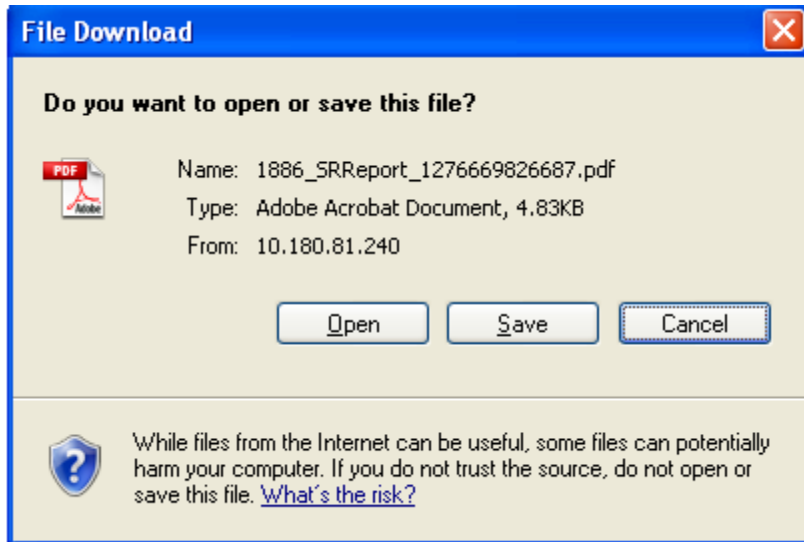 File Download
Do you want to open or save this file?
PDF
Adobe
Name: 1886_SRReport_1276669826687.pdf
Type: Adobe Acrobat Document, 4.83KB
From: 10.180.81.240
Open
Save
Cancel
?
While files from the Internet can be useful, some files can potentially
harm your computer. If you do not trust the source, do not open or
save this file. What's the risk?